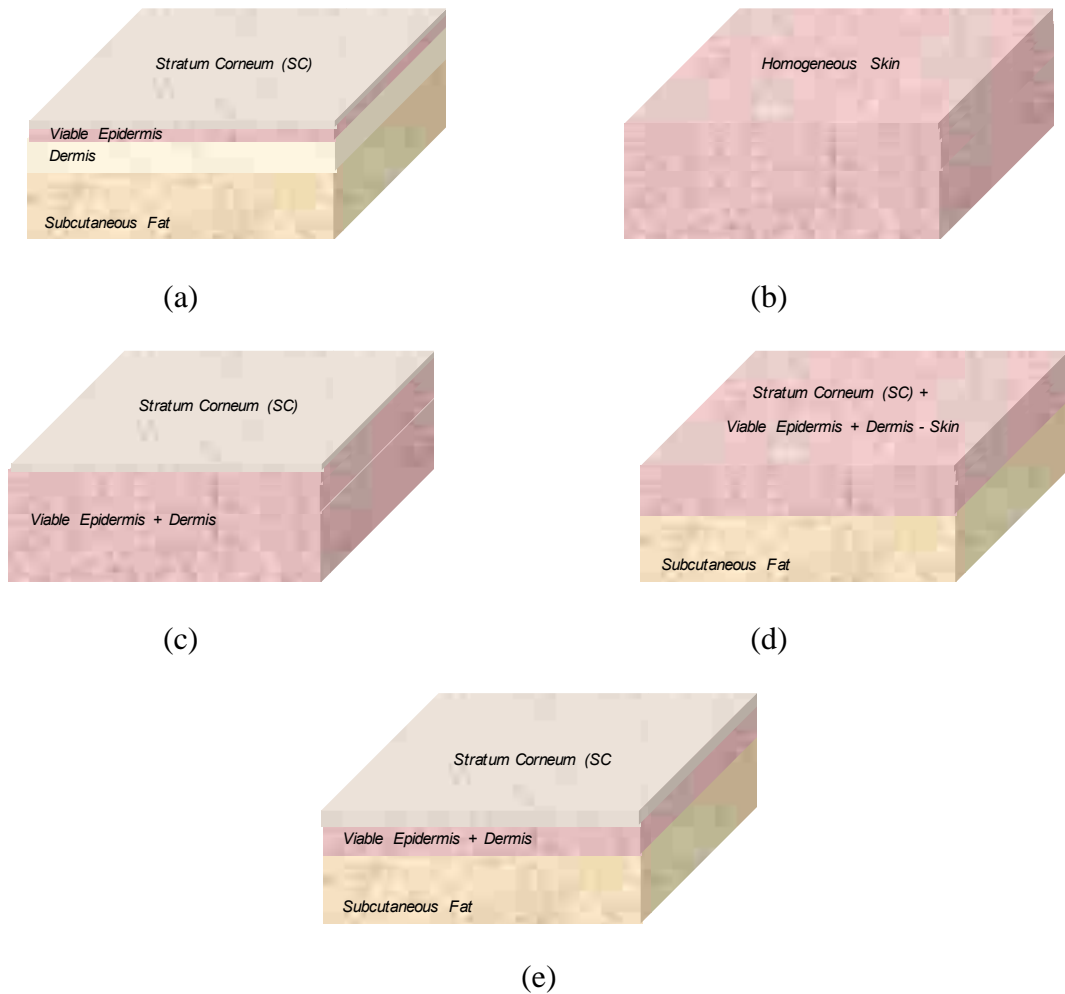 Stratum Corneum (SC)
Viable Epidermis
Dermis
Subcutaneous Fat
(a)
Homogeneous Skin
(b)
Stratum Corneum (SC)
Viable Epidermis + Dermis
(c)
Stratum Corneum (SC) +
Viable Epidermis + Dermis - Skin
Subcutaneous Fat
(d)
Stratum Corneum (SC
Viable Epidermis + Dermis
Subcutaneous Fat
(e)